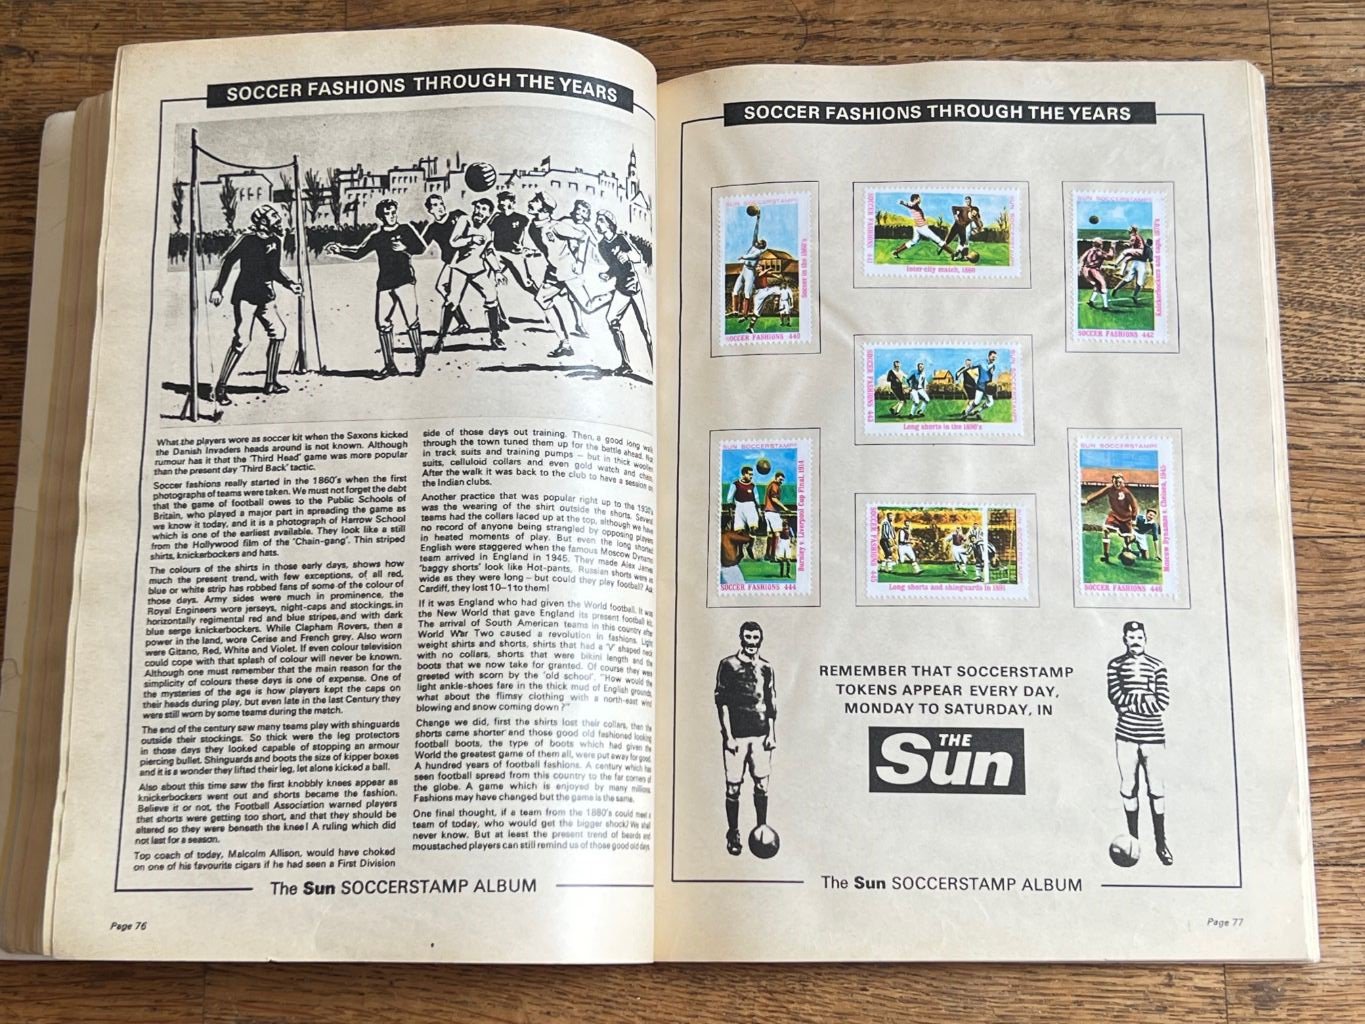 SOCCER FASHIONS THROUGH THE YEARS
What the players wore as soccer kit when the Saxons kicked
the Danish Invaders heads around is not known. Although
rumour has it that the 'Third Head' game was more popular
than the present day 'Third Back' tactic.
Soccer fashions really started in the 1860's when the first
photographs of teams were taken. We must not forget the debt
that the game of football owes to the Public Schools of
Britain, who played a major part in spreading the game as
we know it today, and it is a photograph of Harrow School
which is one of the earliest available. They look like a still
from the Hollywood film of the 'Chain-gang'. Thin striped
shirts, knickerbockers and hats.
The colours of the shirts in those early days, shows how
much the present trend, with few exceptions, of all red,
blue or white strip has robbed fans of some of the colour of
those days. Army sides were much in prominence, the
Royal Engineers wore jerseys, night-caps and stockings, in
horizontally regimental red and blue stripes, and with dark
blue serge knickerbockers. While Clapham Rovers, then a
power in the land, wore Cerise and French grey. Also worn
were Gitano, Red, White and Violet. If even colour television
could cope with that splash of colour will never be known.
Although one must remember that the main reason for the
simplicity of colours these days is one of expense. One of
the mysteries of the age is how players kept the caps on
their heads during play, but even late in the last Century they
were still worn by some teams during the match.
The end of the century saw many teams play with shinguards
outside their stockings. So thick were the leg protectors
in those days they looked capable of stopping an armour
piercing bullet. Shinguards and boots the size of kipper boxes
and it is a wonder they lifted their leg, let alone kicked a ball.
Also about this time saw the first knobbly knees appear as
knickerbockers went out and shorts became the fashion.
Believe it or not, the Football Association warned players
that shorts were getting too short, and that they should be
altered so they were beneath the knee! A ruling which did
not last for a season.
Top coach of today, Malcolm Allison, would have choked
on one of his favourite cigars if he had seen a First Division
side of those days out training. Then, a good long walk
through the town tuned them up for the battle ahead. Not
in track suits and training pumps – but in thick woollen
suits, celluloid collars and even gold watch and chain.
After the walk it was back to the club to have a session on
the Indian clubs.
Another practice that was popular right up to the 1930's
was the wearing of the shirt outside the shorts. Several
teams had the collars laced up at the top, although we have
no record of anyone being strangled by opposing players
in heated moments of play. But even the long shorted
English were staggered when the famous Moscow Dynamo
team arrived in England in 1945. They made Alex James
'baggy shorts' look like Hot-pants. Russian shorts were as
wide as they were long – but could they play football? Ask
Cardiff, they lost 10–1 to them!
If it was England who had given the World football, it was
the New World that gave England its present football kit.
The arrival of South American teams in this country after
World War Two caused a revolution in fashions. Light
weight shirts and shorts, shirts that had a 'V' shaped neck
with no collars, shorts that were bikini length and the
boots that we now take for granted. Of course they were
greeted with scorn by the 'old school'. "How would the
light ankle-shoes fare in the thick mud of English grounds,
what about the flimsy clothing with a north-east wind
blowing and snow coming down?"
Change we did, first the shirts lost their collars, then the
shorts came shorter and those good old fashioned looking
football boots, the type of boots which had given the
World the greatest game of them all, were put away for good.
A hundred years of football fashions. A century which has
seen football spread from this country to the far corners of
the globe. A game which is enjoyed by many millions.
Fashions may have changed but the game is the same.
One final thought, if a team from the 1880's could meet a
team of today, who would get the bigger shock? We shall
never know. But at least the present trend of beards and
moustached players can still remind us of those good old days.
The Sun SOCCERSTAMP ALBUM
Page 76
SOCCER FASHIONS THROUGH THE YEARS
SUN SOCCERSTAMPS
Soccer in the 1860's
SOCCER FASHIONS 440
SOCCER FASHIONS 441
Inter-city match, 1880
Knickerbockers and caps, 1870's
SOCCER FASHIONS 442
SOCCER FASHIONS 443
Long shorts in the 1890's
SUN SOCCERSTAMPS
Burnley v. Liverpool Cup Final, 1914
SOCCER FASHIONS 444
SOCCER FASHIONS 445
Long shorts and shinguards in 1891
SUN SOCCERSTAMPS
Moscow Dynamos v. Chelsea, 1945
SOCCER FASHIONS 446
REMEMBER THAT SOCCERSTAMP
TOKENS APPEAR EVERY DAY,
MONDAY TO SATURDAY, IN
THE
Sun
The Sun SOCCERSTAMP ALBUM
Page 77